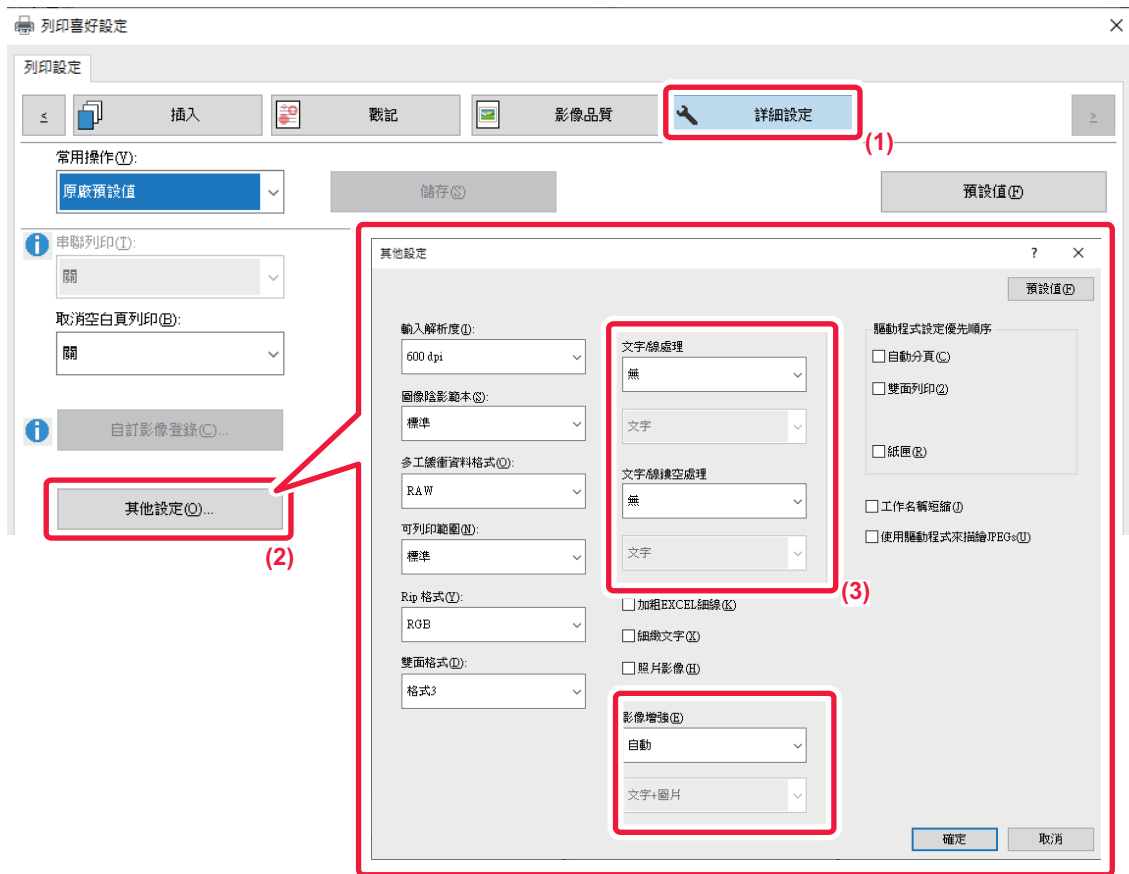 列印喜好設定
列印設定
<
插入
戳記
影像品質
詳細設定
>
(1)
常用操作(V):
原廠預設值
儲存(S)
預設值(F)
串聯列印(T):
關
取消空白頁列印(B):
關
自訂影像登錄(C)...
其他設定(O)...
(2)
其他設定
?
預設值(F)
輸入解析度(I):
600 dpi
圖像陰影範本(S):
標準
多工緩衝資料格式(O):
RAW
可列印範圍(N):
標準
Rip 格式(Y):
RGB
雙面格式(D):
格式3
文字/線處理
無
文字
文字/線鏤空處理
無
文字
(3)
加粗EXCEL細線(K)
細緻文字(X)
照片影像(H)
影像增強(E)
自動
文字+圖片
驅動程式設定優先順序
自動分頁(C)
雙面列印(2)
紙匣(R)
工作名稱短縮(J)
使用驅動程式來描繪JPEGs(U)
確定
取消